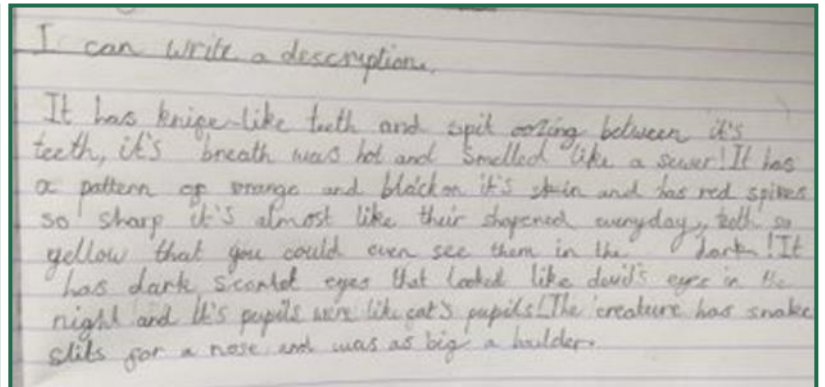 I can write a description.
It has knige-like teeth and spit oozing between it's
teeth, it's breath was hot and smelled like a sewer! It has
a pattern of orange and black on it's skin and has red spikes
so sharp it's almost like their shapened everyday, teeth so
yellow that you could even see them in the dark! It
has dark scarlet eyes that looked like devil's eyes in the
night and it's pupils were like cat's pupils! The creature has snake
slits for a nose and was as big a bulder.